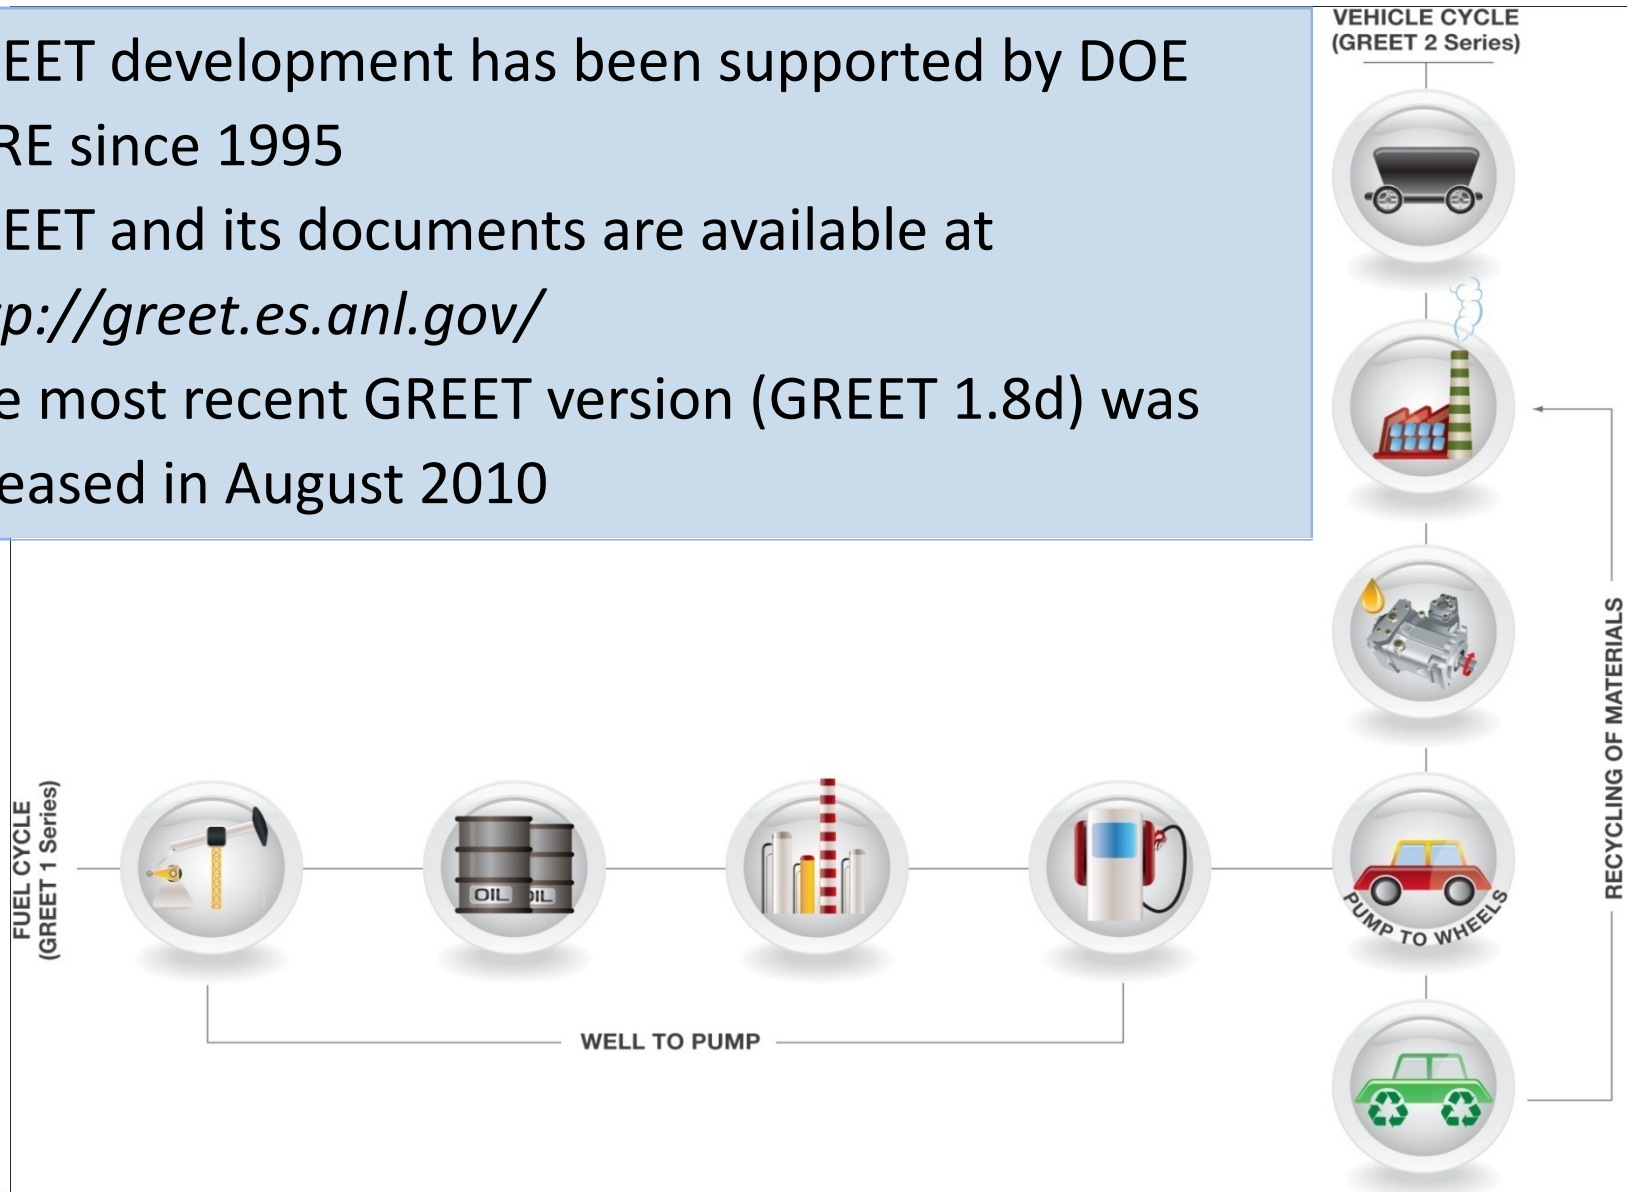 EET development has been supported by DOE
RE since 1995
EET and its documents are available at
p://greet.es.anl.gov/
e most recent GREET version (GREET 1.8d) was
eased in August 2010
VEHICLE CYCLE
(GREET 2 Series)
RECYCLING OF MATERIALS
FUEL CYCLE
(GREET 1 Series)
OIL
OIL
PUMP TO WHEELS
WELL TO PUMP